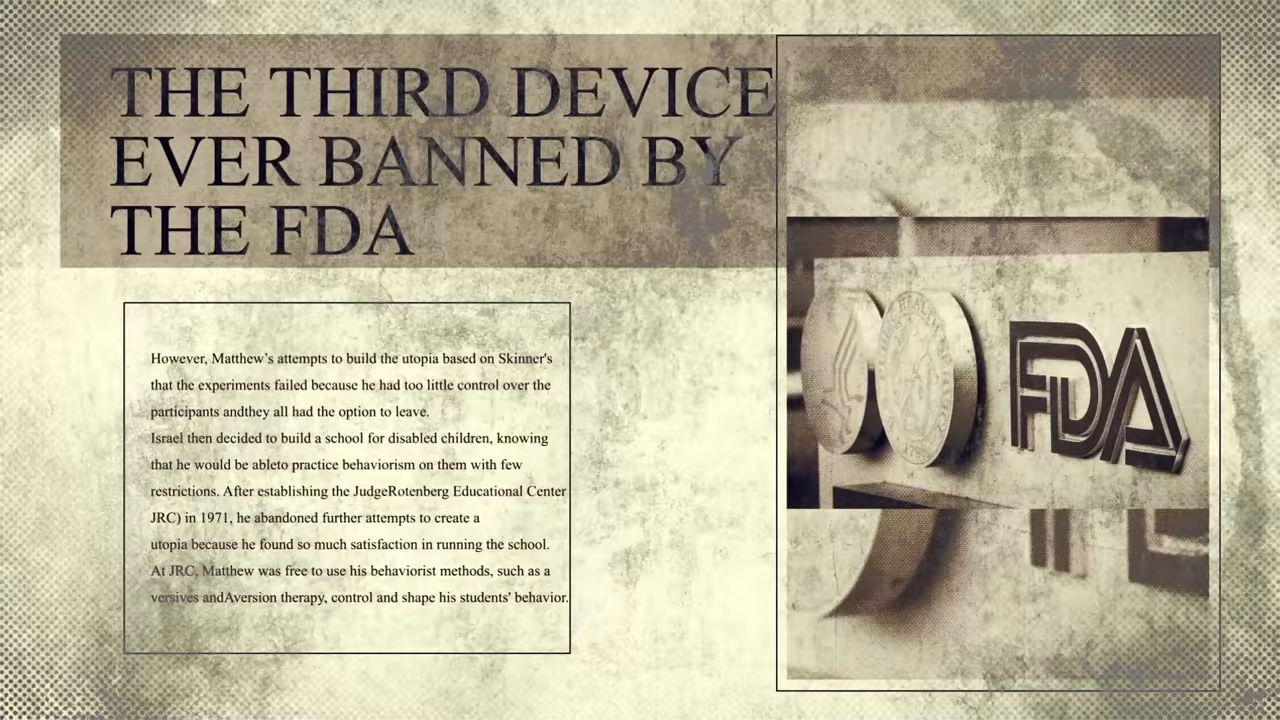 THE THIRD DEVICE
EVER BANNED BY
THE FDA
However, Matthew's attempts to build the utopia based on Skinner's
that the experiments failed because he had too little control over the
participants andthey all had the option to leave.
Israel then decided to build a school for disabled children, knowing
that he would be ableto practice behaviorism on them with few
restrictions. After establishing the JudgeRotenberg Educational Center
JRC) in 1971, he abandoned further attempts to create a
utopia because he found so much satisfaction in running the school.
At JRC, Matthew was free to use his behaviorist methods, such as a
versives andAversion therapy, control and shape his students' behavior.
FDA